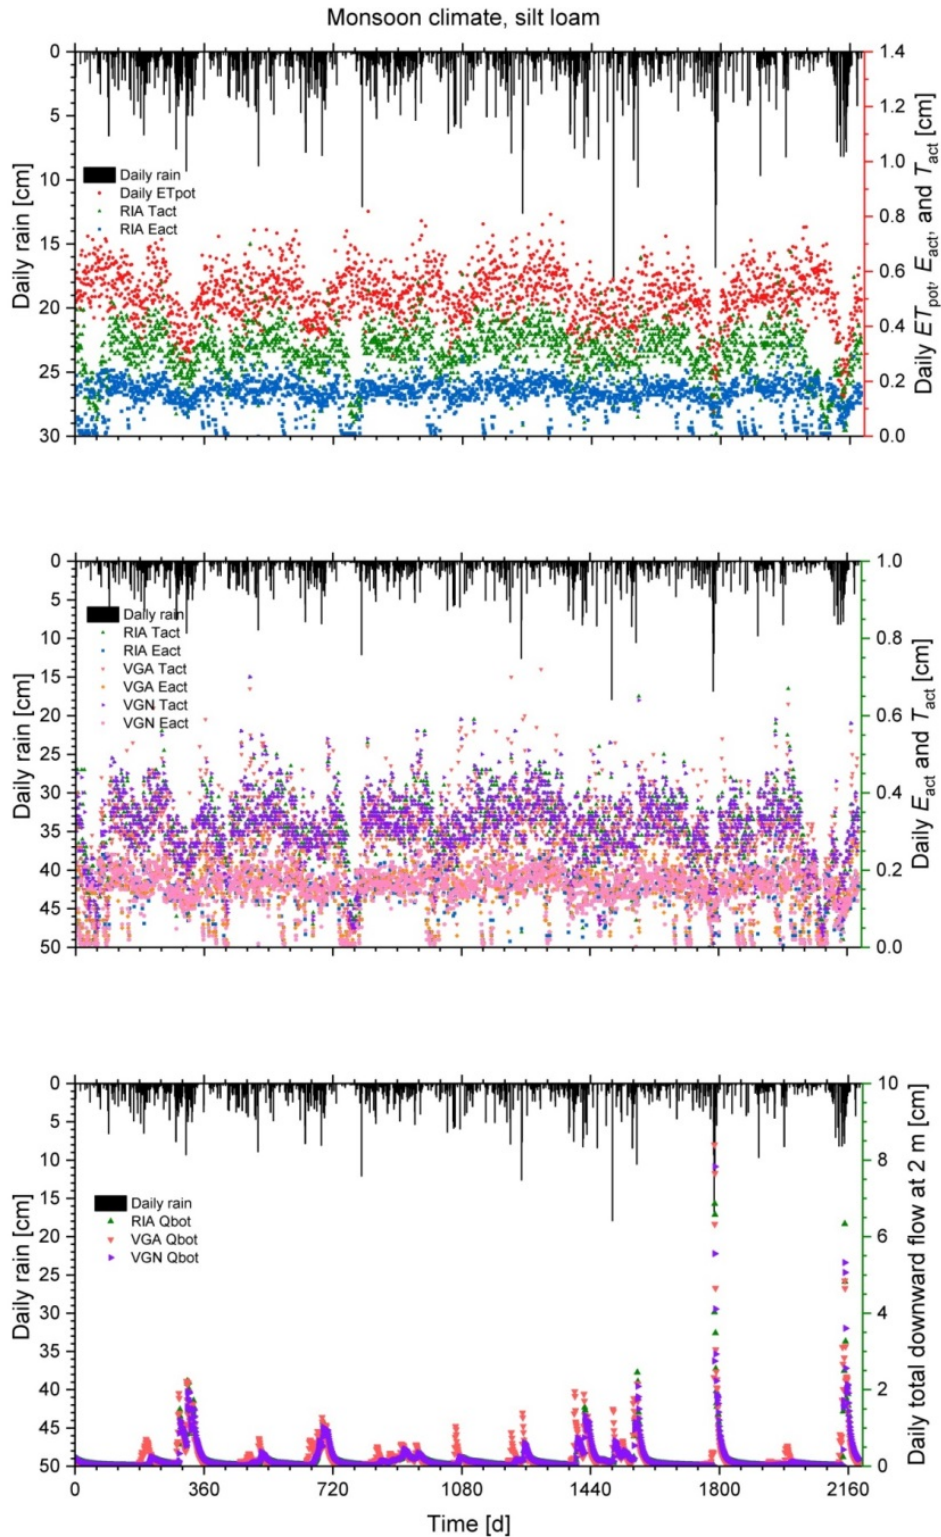 Monsoon climate, silt loam
Daily rain [cm]
0
5
10
15
20
25
30
Daily rain
Daily ETpot
RIA Tact
RIA Eact
1.4
1.2
1.0
0.8
0.6
0.4
0.2
0.0
Daily ETpot, Eact, and Tact [cm]
Daily rain [cm]
0
5
10
15
20
25
30
35
40
45
50
Daily rain
RIA Tact
RIA Eact
VGA Tact
VGA Eact
VGN Tact
VGN Eact
1.0
0.8
0.6
0.4
0.2
0.0
Daily Eact and Tact [cm]
Daily rain [cm]
0
5
10
15
20
25
30
35
40
45
50
Daily rain
RIA Qbot
VGA Qbot
VGN Qbot
10
8
6
4
2
0
Daily total downward flow at 2 m [cm]
0 360 720 1080 1440 1800 2160
Time [d]